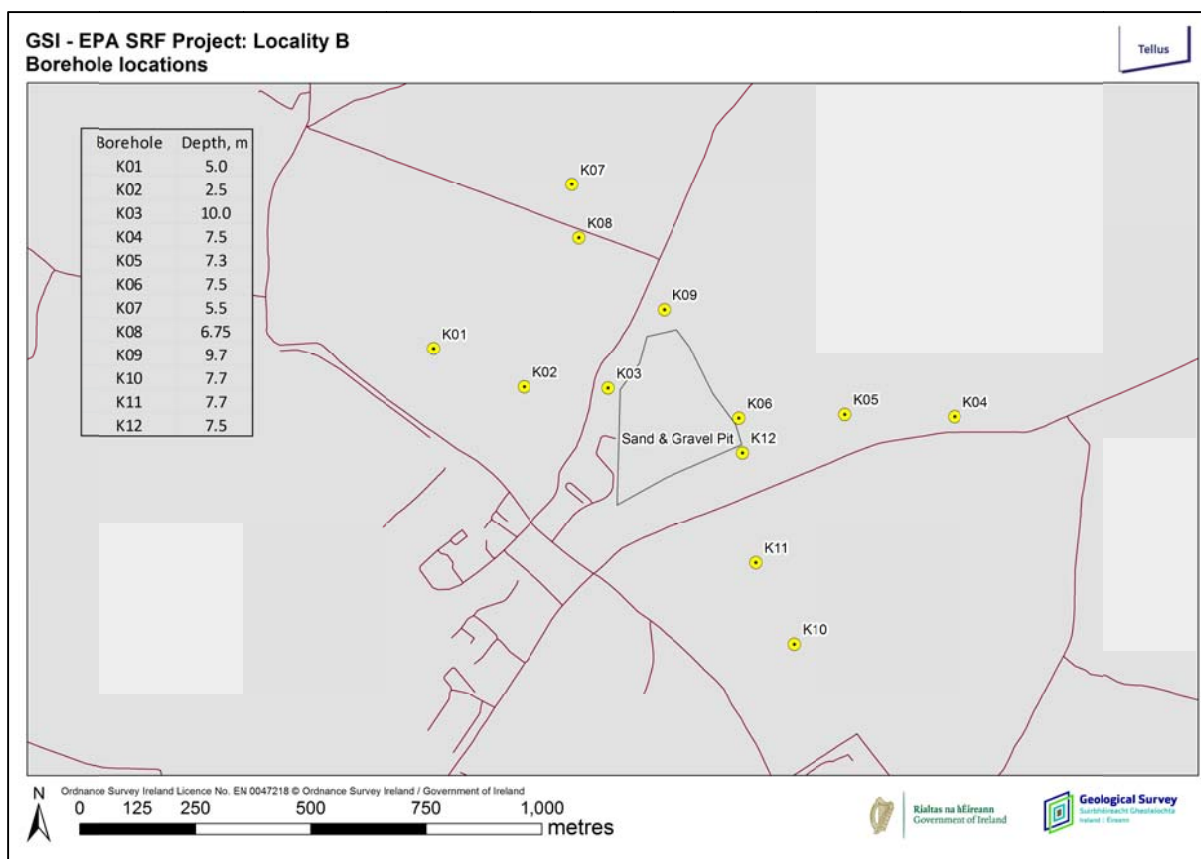 GSI - EPA SRF Project: Locality B
Borehole locations
Tellus
Borehole Depth, m
K01 5.0
K02 2.5
K03 10.0
K04 7.5
K05 7.3
K06 7.5
K07 5.5
K08 6.75
K09 9.7
K10 7.7
K11 7.7
K12 7.5
K07
K08
K09
K01
K02
K03
K06
K05
K04
Sand & Gravel Pit
K12
K11
K10
N
Ordnance Survey Ireland Licence No. EN 0047218 © Ordnance Survey Ireland / Government of Ireland
0 125 250 500 750 1,000
metres
Rialtas na hÉireann
Government of Ireland
Geological Survey
Suirbhéireacht Gheolaíochta
Ireland | Éireann